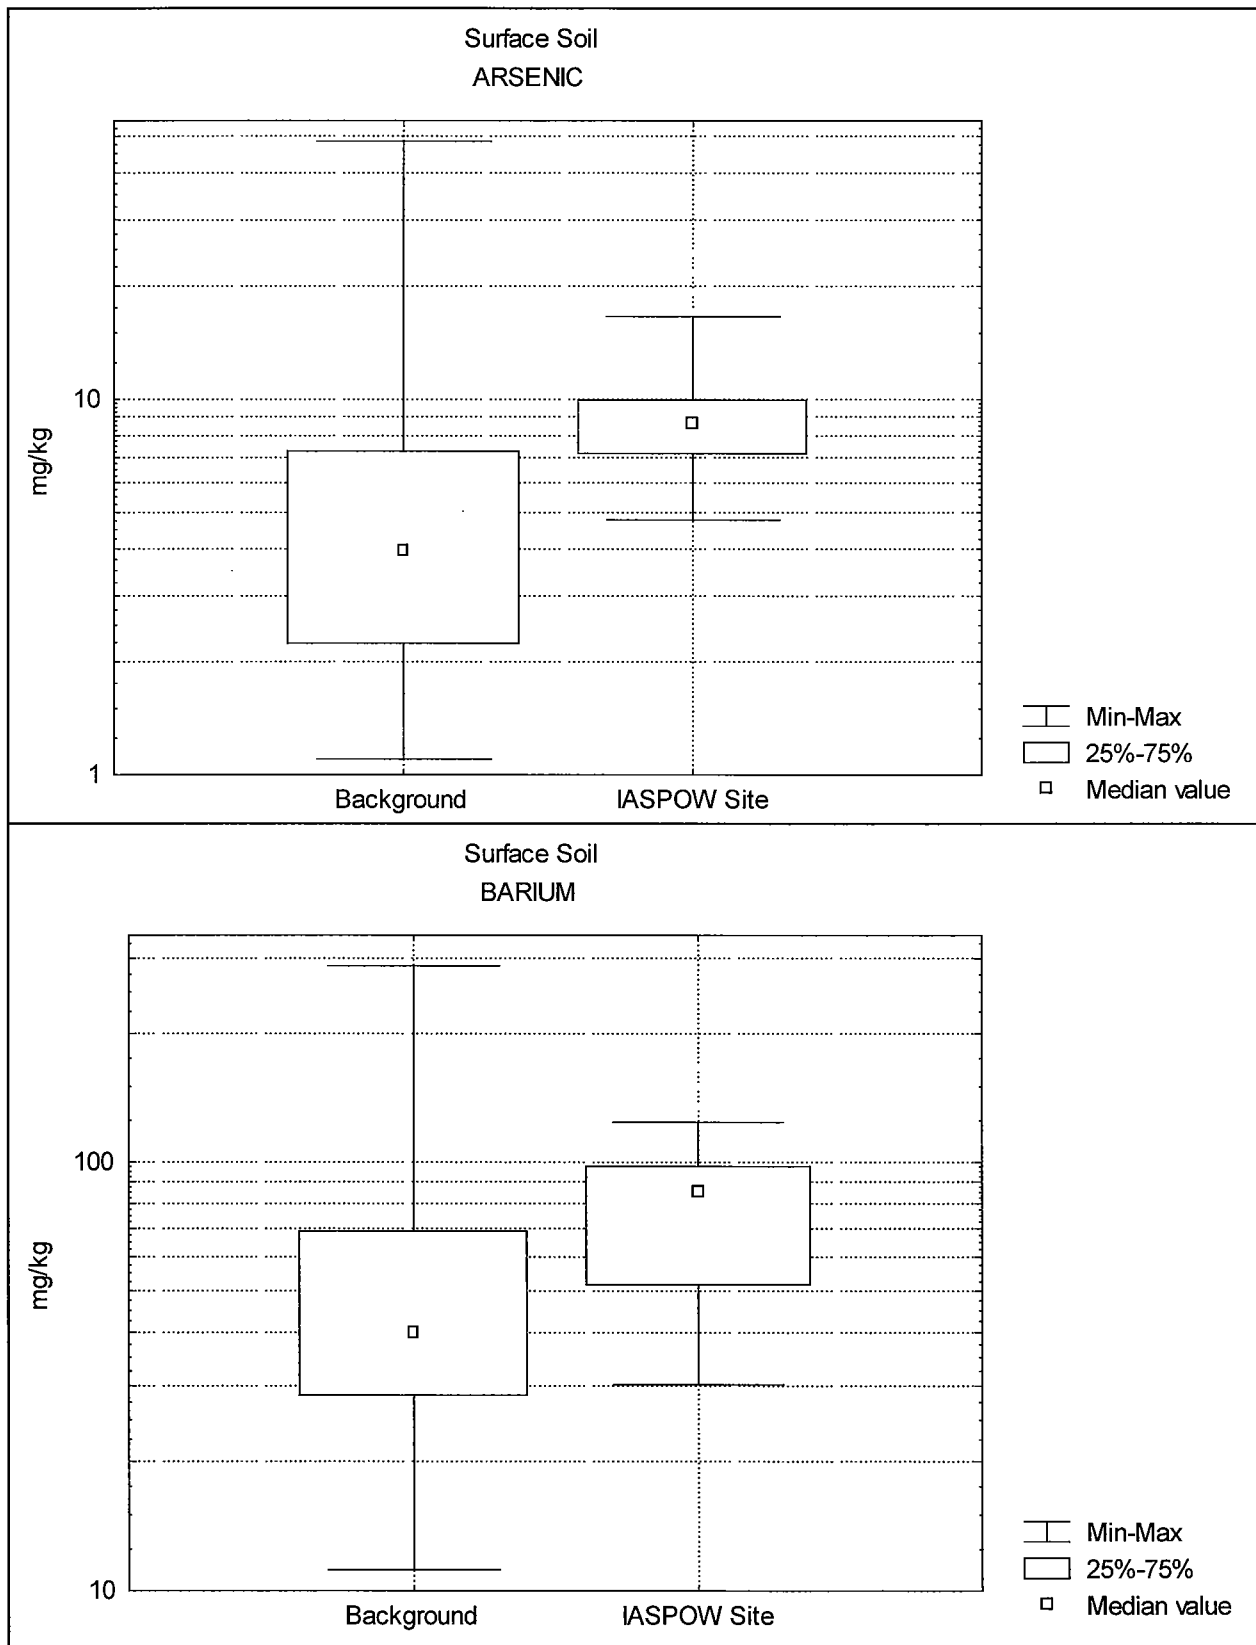 Surface Soil
ARSENIC
10
mg/kg
1
Background IASPOW Site
Min-Max
25%-75%
Median value
Surface Soil
BARIUM
100
mg/kg
10
Background IASPOW Site
Min-Max
25%-75%
Median value